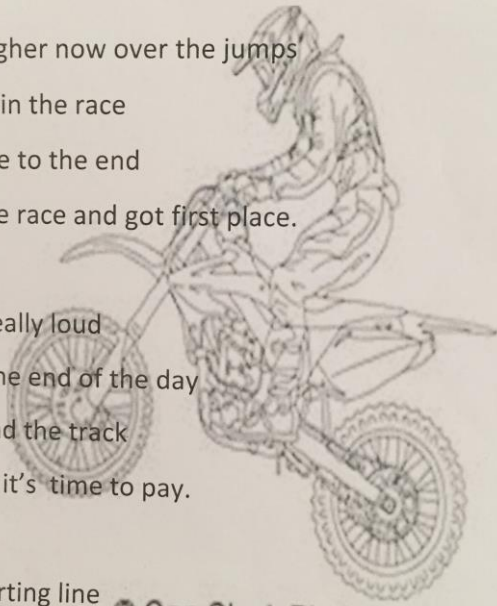 gher now over the jumps
in the race
e to the end
e race and got first place.
eally loud
ne end of the day
d the track
it's time to pay.
rting line